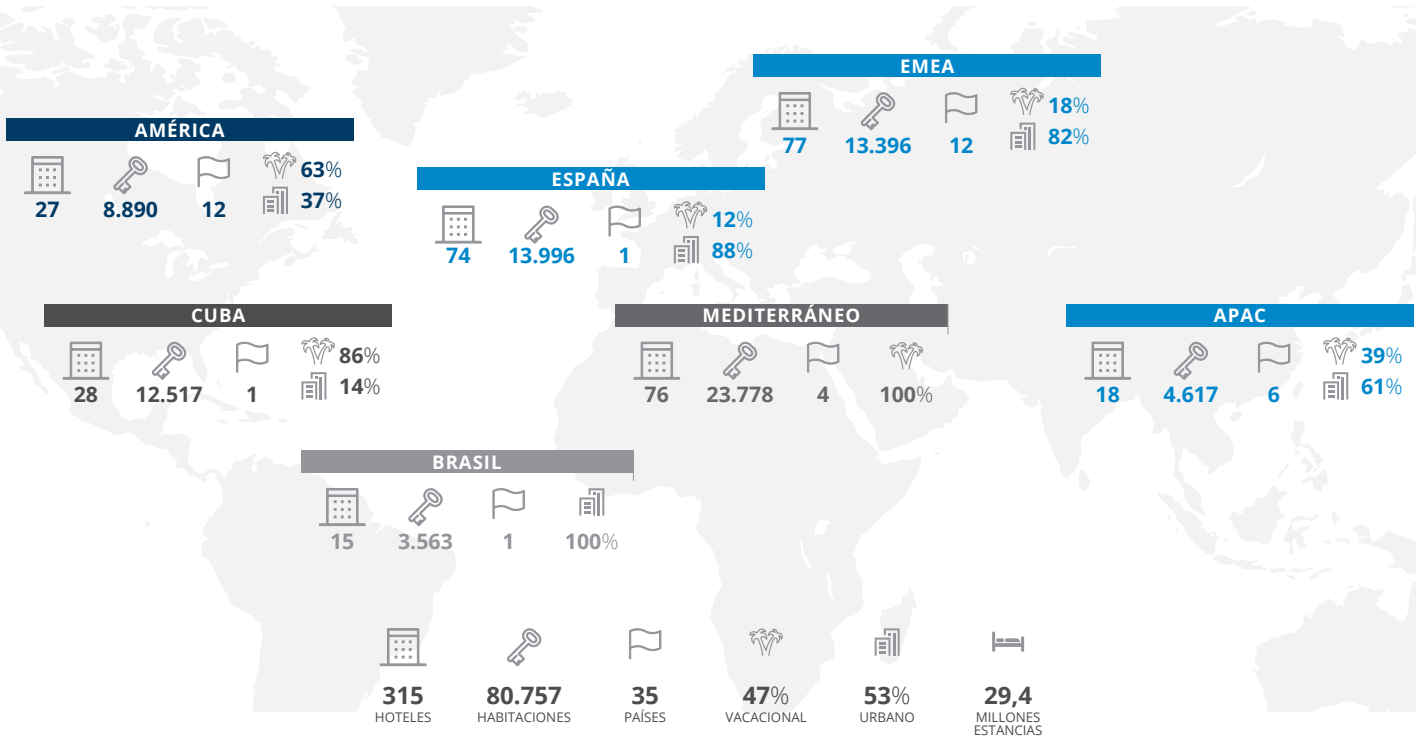 EMEA
77 13.396 12 18%
82%
AMÉRICA
27 8.890 12 63%
37%
ESPAÑA
74 13.996 1 12%
88%
CUBA
28 12.517 1 86%
14%
MEDITERRÁNEO
76 23.778 4 100%
APAC
18 4.617 6 39%
61%
BRASIL
15 3.563 1 100%
315 80.757 35 47% 53% 29,4
HOTELES HABITACIONES PAÍSES VACACIONAL URBANO MILLONES
ESTANCIAS